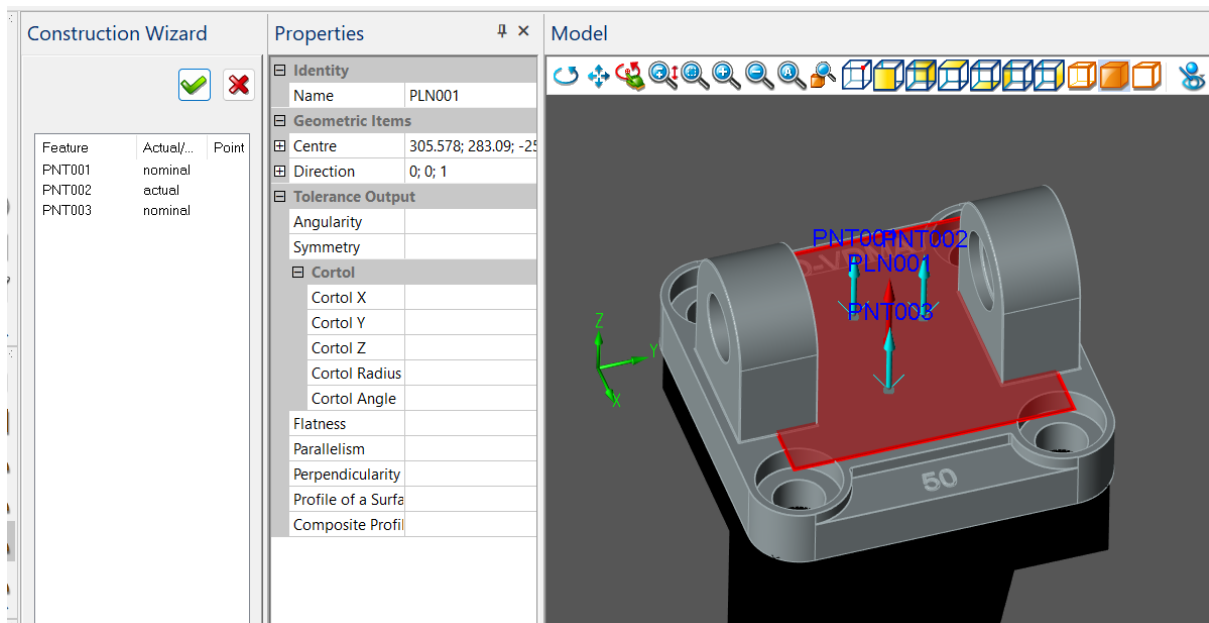 Construction Wizard
Feature Actual/... Point
PNT001 nominal
PNT002 actual
PNT003 nominal
Properties
Identity
Name PLN001
Geometric Items
Centre 305.578; 283.09; -25
Direction 0; 0; 1
Tolerance Output
Angularity
Symmetry
Cortol
Cortol X
Cortol Y
Cortol Z
Cortol Radius
Cortol Angle
Flatness
Parallelism
Perpendicularity
Profile of a Surfa
Composite Profil
Model
PNT001 PNT002
PLN001
PNT003
Z
Y
X
50